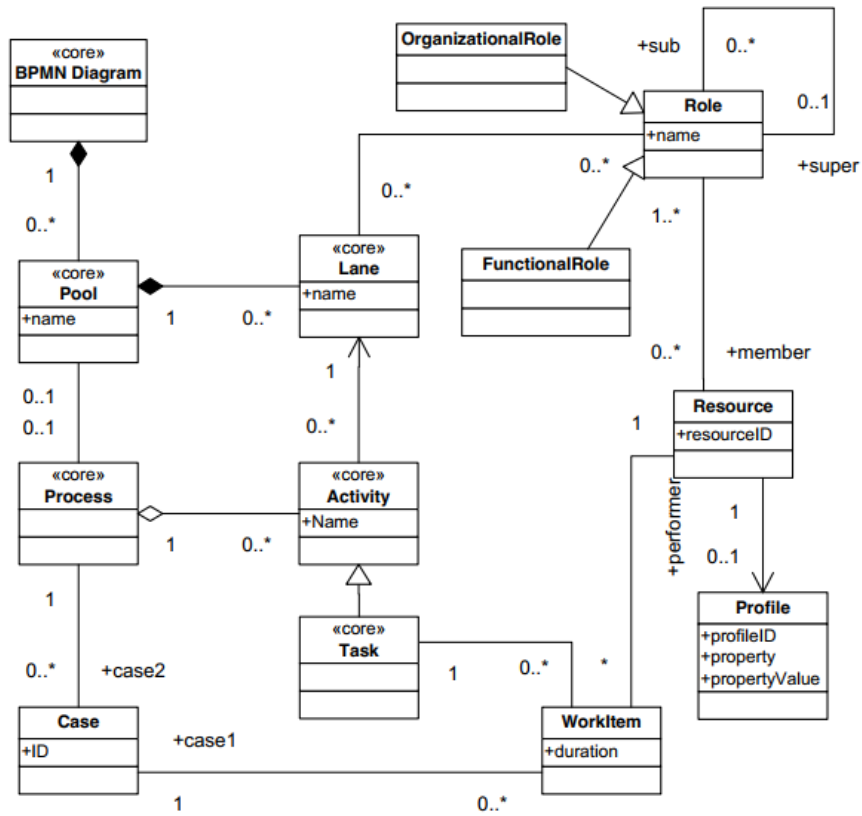 «core»
BPMN Diagram
OrganizationalRole
+sub
0..*
Role
+name
0..1
+super
1
0..*
0..*
0..*
1..*
«core»
Pool
+name
1
0..*
«core»
Lane
+name
FunctionalRole
0..1
0..1
1
0..*
0..*
+member
Resource
+resourceID
1
+performer
«core»
Process
1
0..*
«core»
Activity
+Name
1
0..1
Profile
+profileID
+property
+propertyValue
1
0..*
+case2
«core»
Task
1
0..*
*
Case
+ID
+case1
1
0..*
WorkItem
+duration